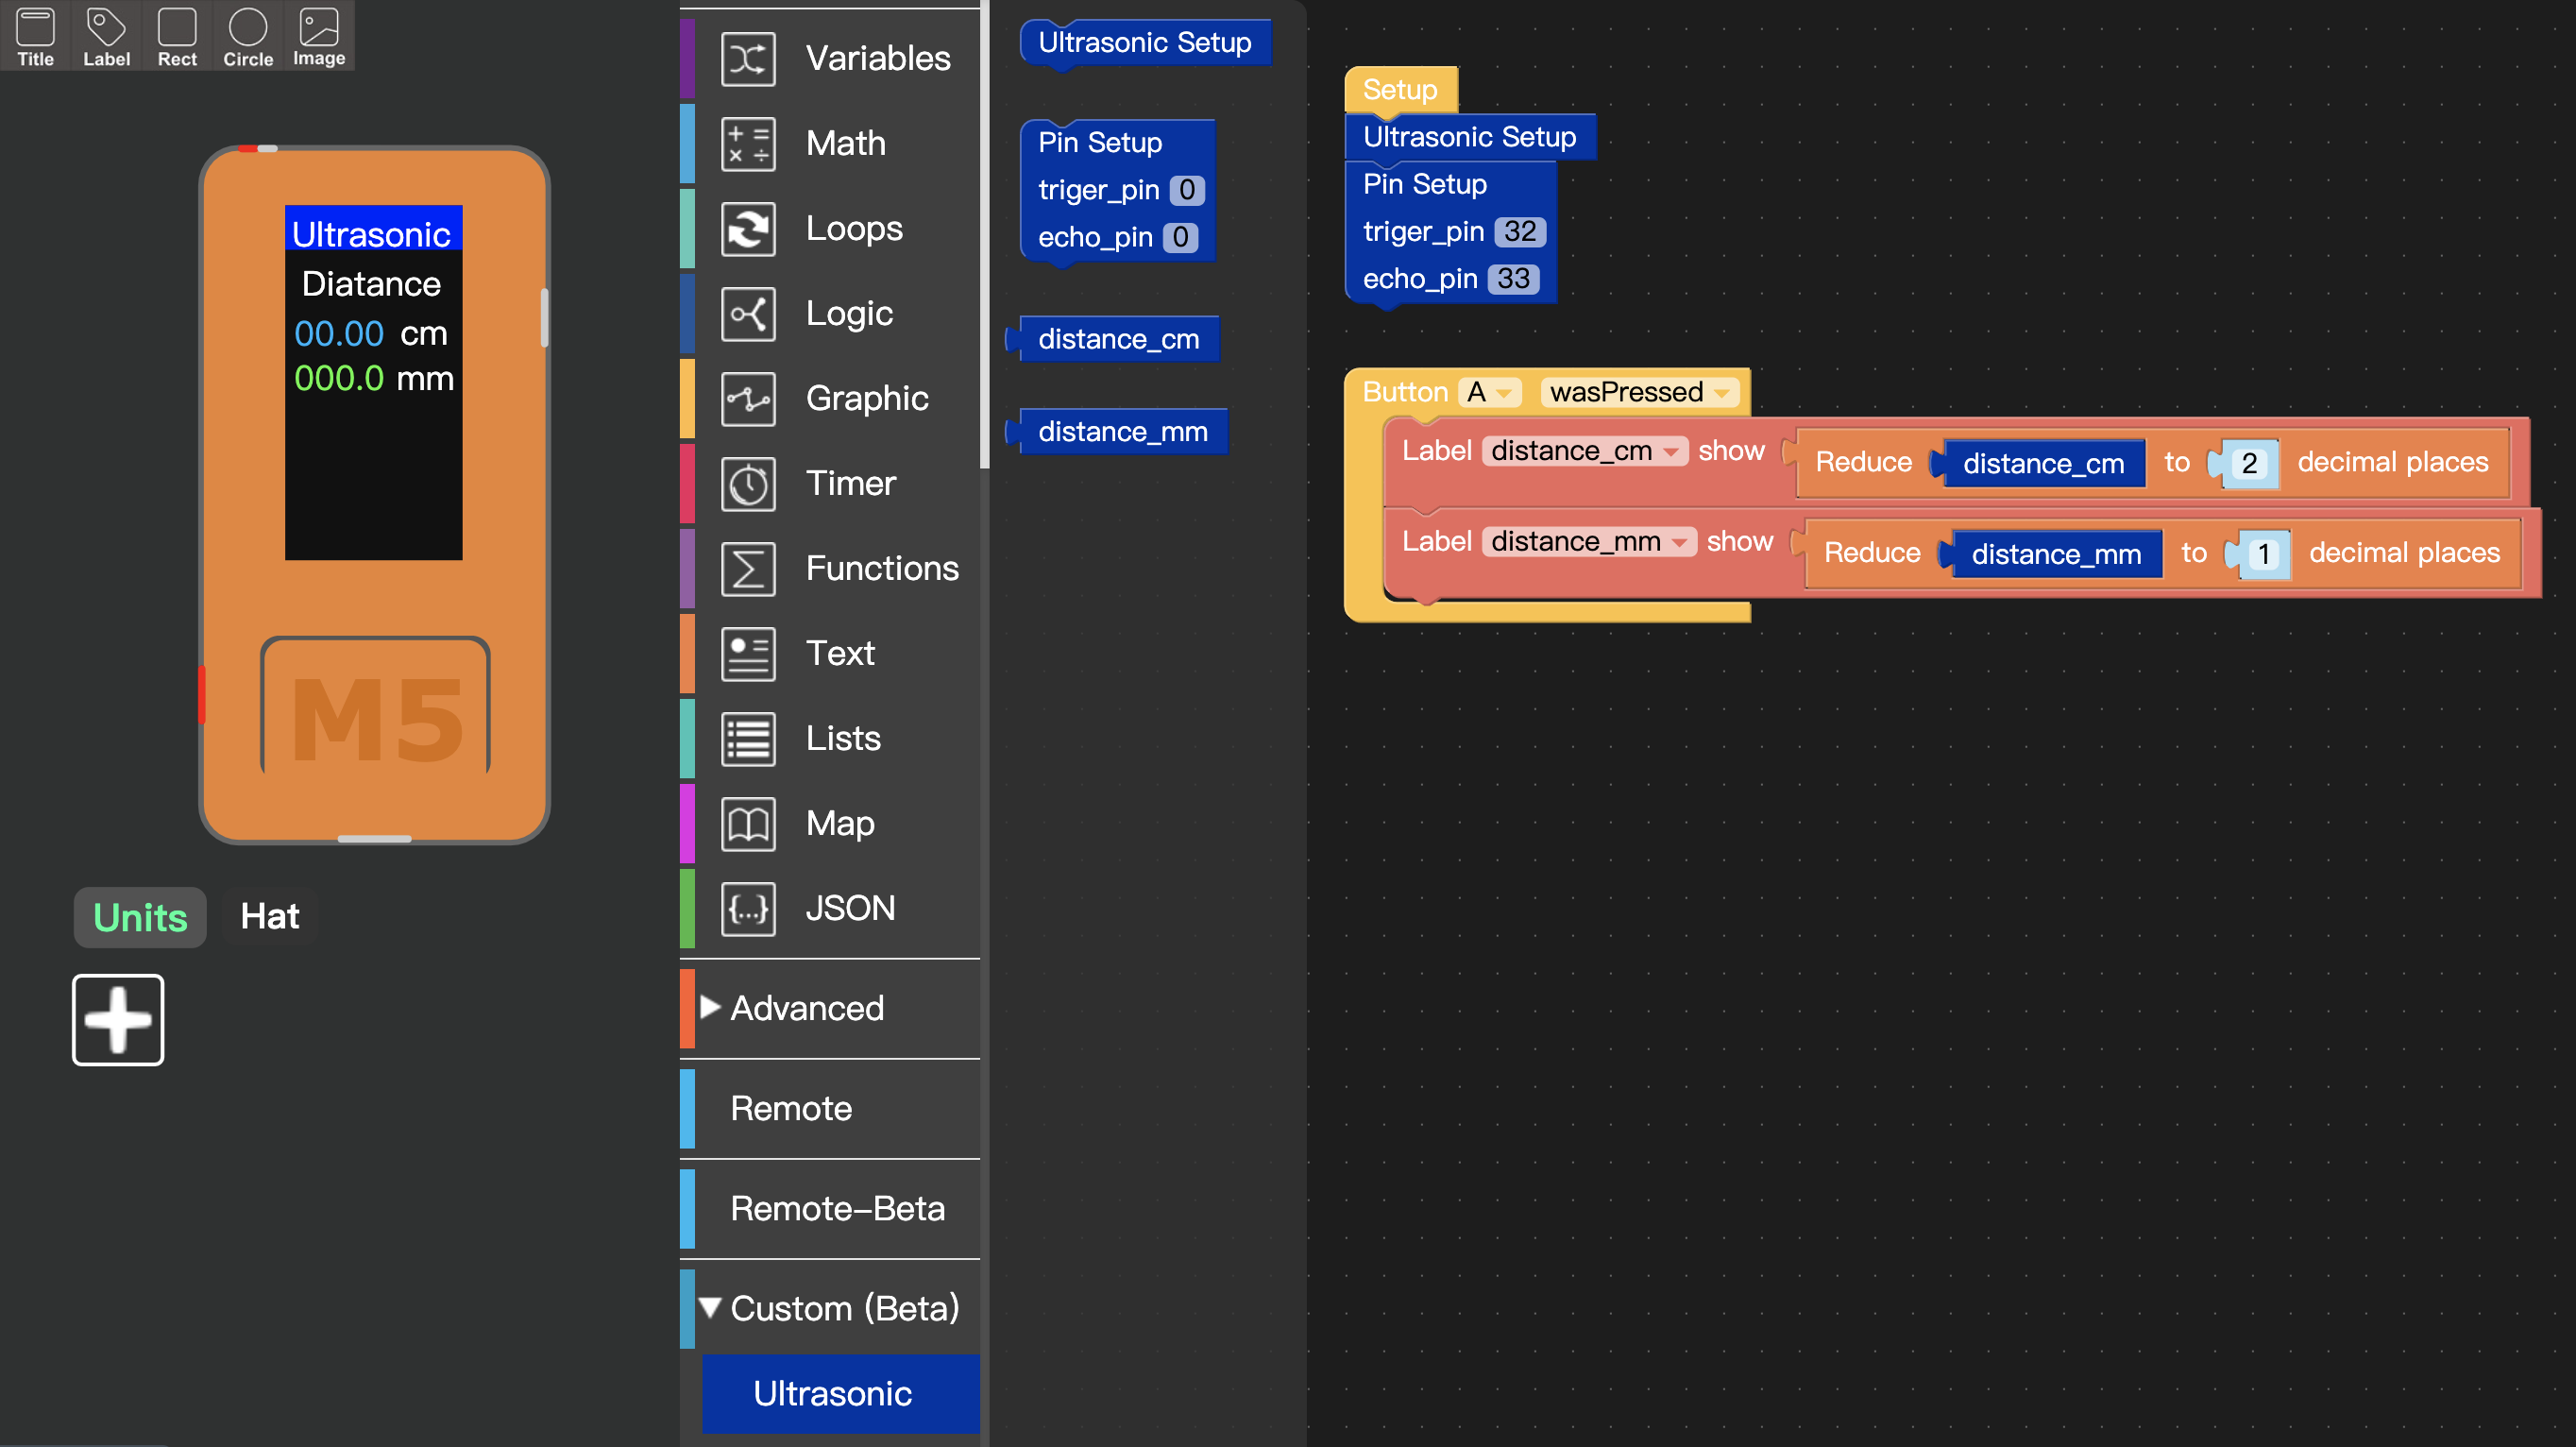 Title Label Rect Circle Image
Ultrasonic
Diatance
00.00 cm
000.0 mm
M5
Units Hat
Variables
Math
Loops
Logic
Graphic
Timer
Functions
Text
Lists
Map
{...} JSON
Advanced
Remote
Remote-Beta
Custom (Beta)
Ultrasonic
Ultrasonic Setup
Pin Setup
triger_pin 0
echo_pin 0
distance_cm
distance_mm
Setup
Ultrasonic Setup
Pin Setup
triger_pin 32
echo_pin 33
Button A wasPressed
Label distance_cm show Reduce distance_cm to 2 decimal places
Label distance_mm show Reduce distance_mm to 1 decimal places